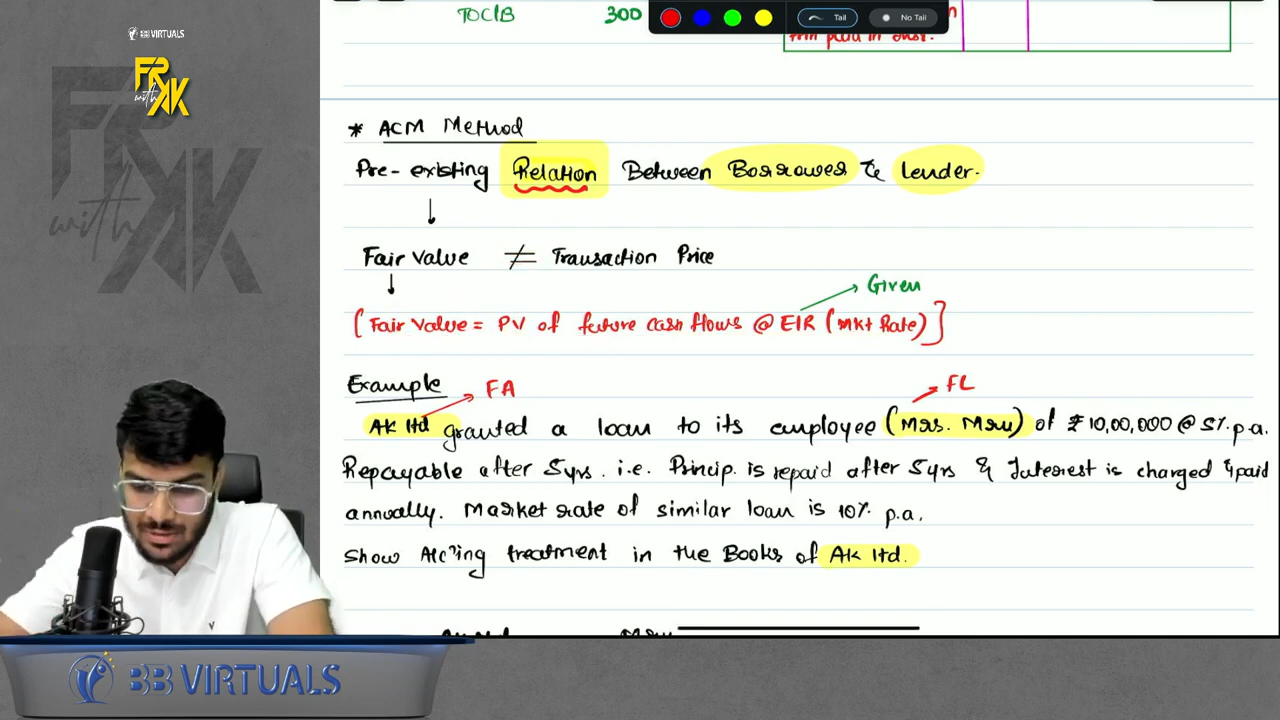 BB VIRTUALS
FR
with
AK
FR
with
AK
TOCIB 300
Tail
No Tail
* ACM Method
Pre-existing Relation Between Borrower & Lender.
Fair Value ≠ Transaction Price
Given
[Fair Value = PV of future cash flows @ EIR (Mkt Rate)]
Example
FA
FL
Ak ltd granted a loan to its employee (Mrs. Mru) of ₹10,00,000 @ 5% p.a.
Repayable after 5yrs. i.e. Princip. is repaid after 5yrs & Interest is charged & paid
annually. Market rate of similar loan is 10% p.a.
Show A/c'ing treatment in the Books of Ak ltd.
BB VIRTUALS